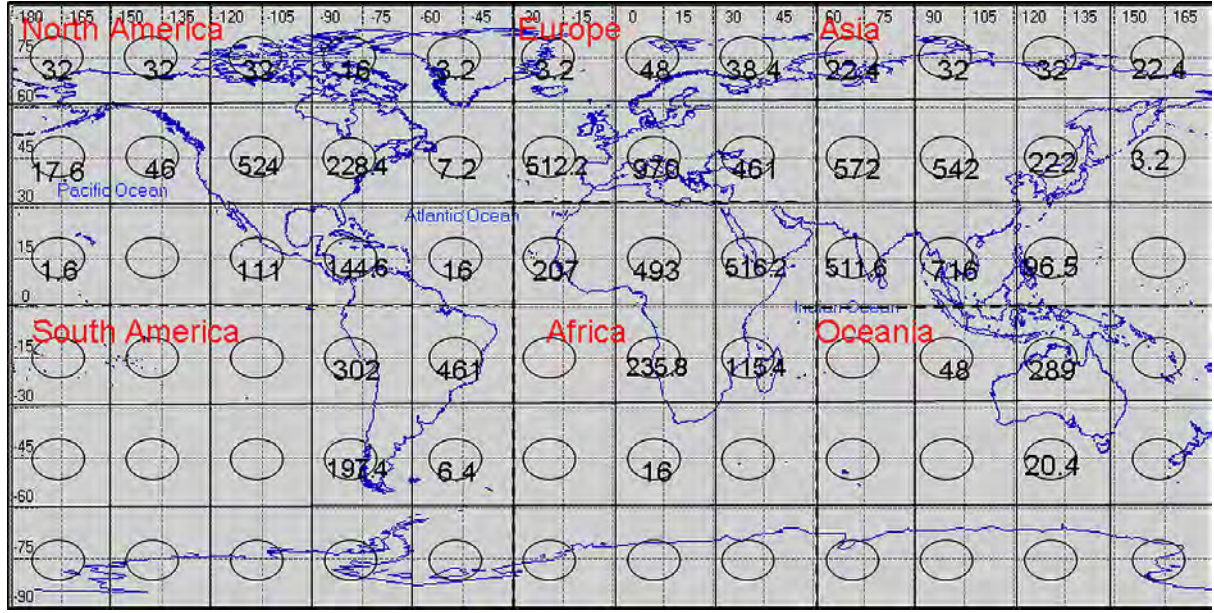 -180 -165 -150 -135 -120 -105 -90 -75 -60 -45 -30 -15 0 15 30 45 60 75 90 105 120 135 150 165
North America Europe Asia
75
32 32 32 16 3.2 3.2 48 38.4 22.4 32 32 22.4
60
45
17.6 46 524 228.4 7.2 512.2 970 461 572 542 222 3.2
Pacific Ocean
30
Atlantic Ocean
15
1.6 111 144.6 16 207 493 516.2 511.6 716 96.5
0
Indian Ocean
South America Africa Oceania
-15
302 461 235.8 115.4 48 289
-30
-45
197.4 6.4 16 20.4
-60
-75
-90